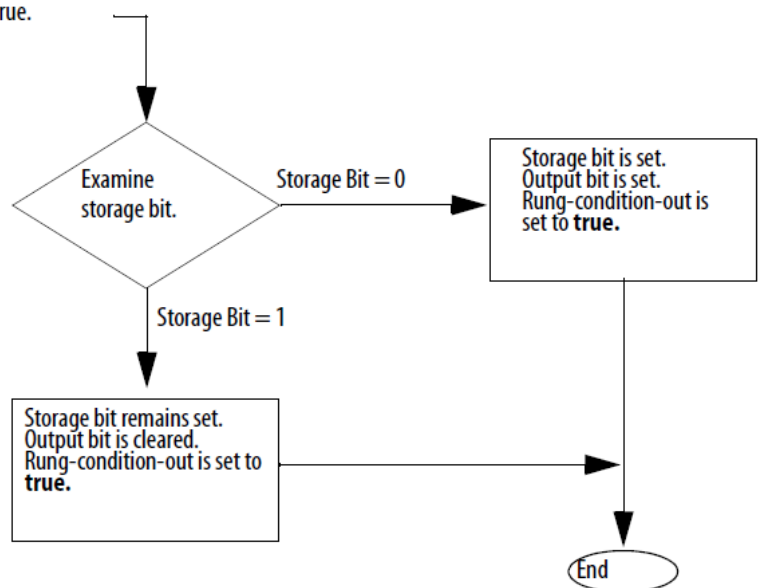 Examine
storage bit.
Storage Bit = 0
Storage bit is set.
Output bit is set.
Rung-condition-out is
set to true.
Storage Bit = 1
Storage bit remains set.
Output bit is cleared.
Rung-condition-out is set to
true.
End